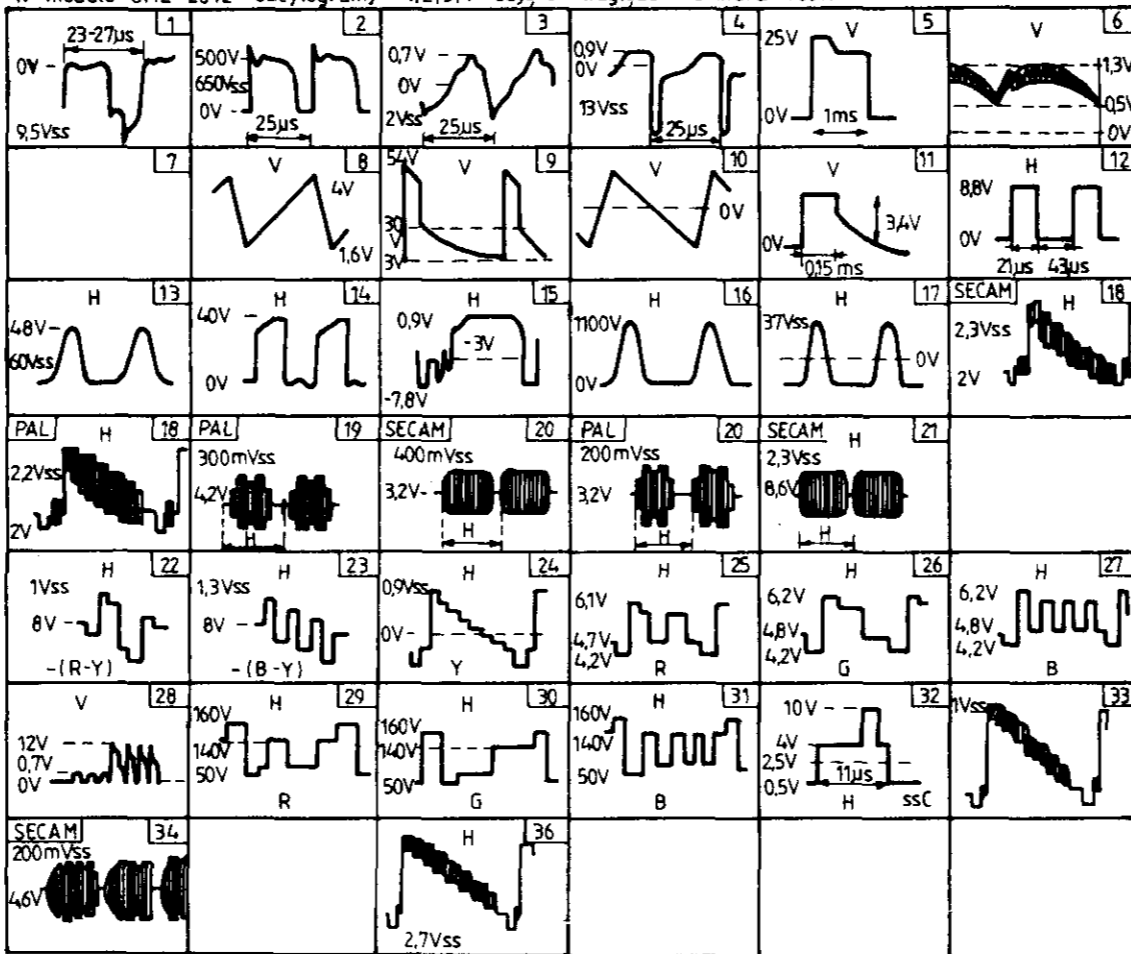 1
23-27µs
0V
9,5Vss
2
500V
650Vss
0V
25µs
3
0,7V
0V
2Vss
25µs
4
0,9V
0V
13Vss
25µs
5
V
25V
0V
1ms
6
V
1,3V
0,5V
0V
7
8
V
4V
1,6V
9
54V
V
30
V
3V
10
V
0V
11
V
3,4V
0V
0,15 ms
12
H
8,8V
0V
21µs
43µs
13
H
48V
60Vss
14
H
40V
0V
15
H
0,9V
-3V
-7,8V
16
H
1100V
0V
17
H
37Vss
0V
SECAM
18
H
2,3Vss
2V
PAL
H
18
2,2Vss
2V
PAL
19
300mVss
4,2V
H
SECAM
20
400mVss
3,2V
H
PAL
20
200mVss
3,2V
H
SECAM
H
21
2,3Vss
8,6V
H
22
H
1Vss
8V
-(R-Y)
23
H
1,3Vss
8V
-(B-Y)
24
H
0,9Vss
0V
Y
25
H
6,1V
4,7V
4,2V
R
26
H
6,2V
4,8V
4,2V
G
27
H
6,2V
4,8V
4,2V
B
28
V
12V
0,7V
0V
29
H
160V
140V
50V
R
30
H
160V
140V
50V
G
31
H
160V
140V
50V
B
32
10V
4V
2,5V
0,5V
11µs
H
ssC
33
1Vss
SECAM
34
200mVss
4,6V
36
H
2,7Vss